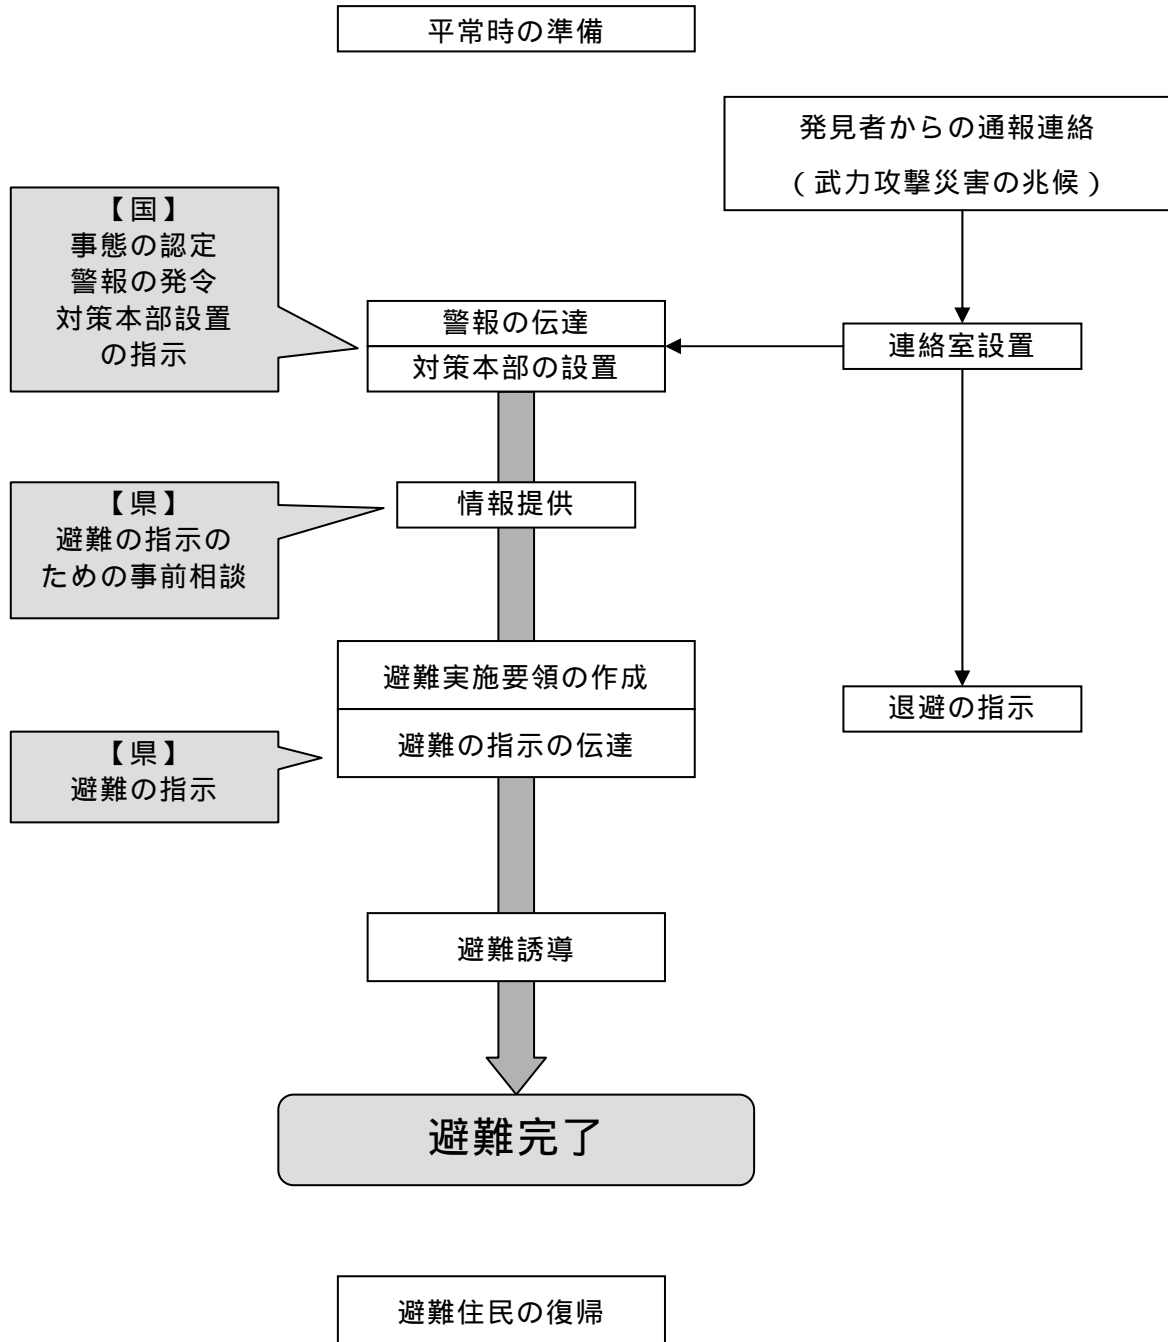 平常時の準備
発見者からの通報連絡
（武力攻撃災害の兆候）
【国】
事態の認定
警報の発令
対策本部設置
の指示
警報の伝達
対策本部の設置
連絡室設置
【県】
避難の指示の
ための事前相談
情報提供
避難実施要領の作成
避難の指示の伝達
退避の指示
【県】
避難の指示
避難誘導
避難完了
避難住民の復帰